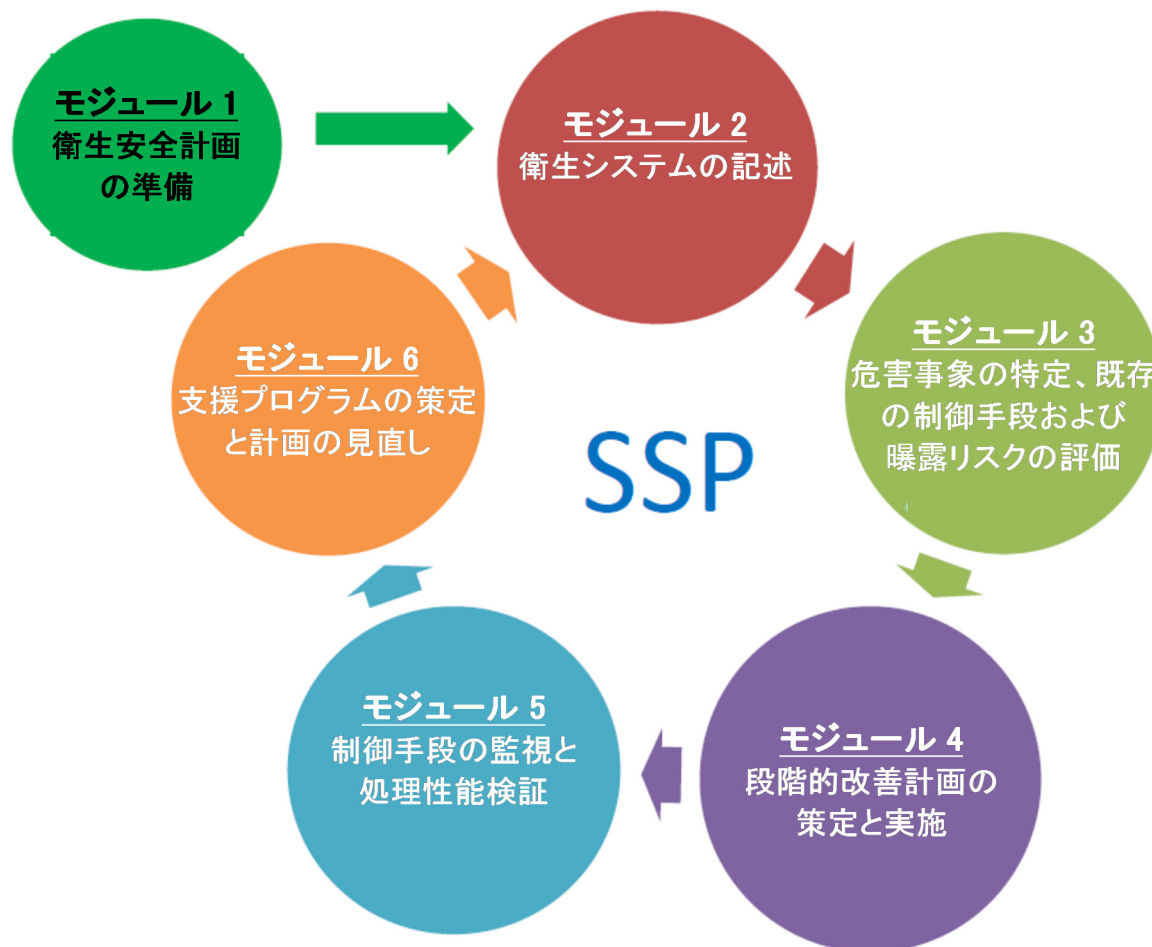 モジュール 1
衛生安全計画
の準備
モジュール 2
衛生システムの記述
モジュール 3
危害事象の特定、既存
の制御手段および
曝露リスクの評価
モジュール 4
段階的改善計画の
策定と実施
モジュール 5
制御手段の監視と
処理性能検証
モジュール 6
支援プログラムの策定
と計画の見直し
SSP